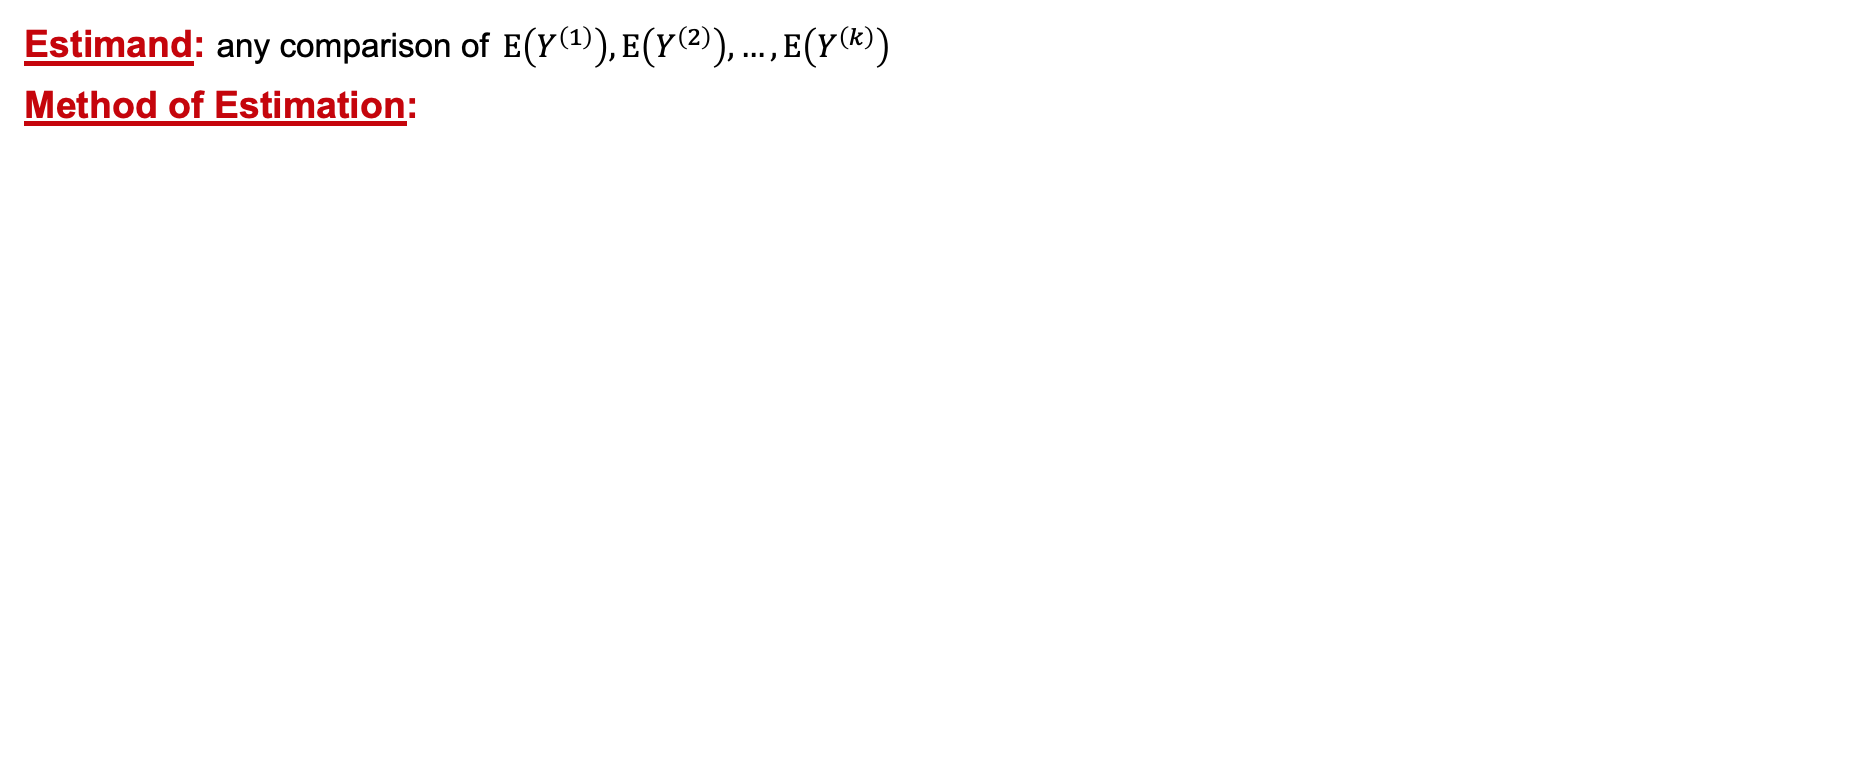 Estimand: any comparison of E(Y⁽¹⁾), E(Y⁽²⁾), … , E(Y⁽ᵏ⁾)
Method of Estimation: